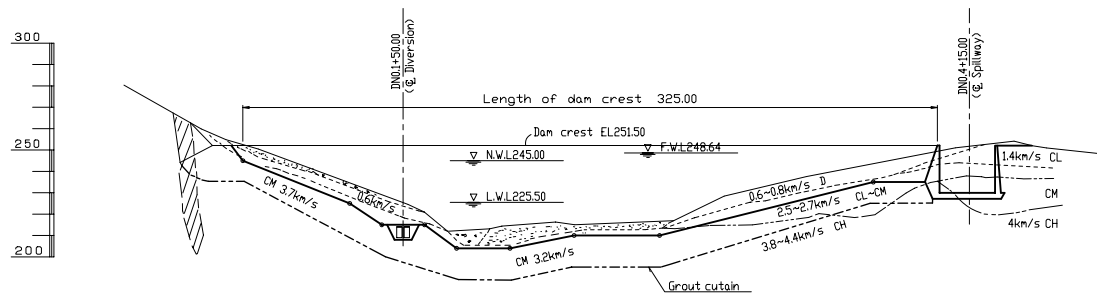 300
250
200
DN0.1+50.00
(℄ Diversion)
DN0.4+15.00
(℄ Spillway)
Length of dam crest 325.00
Dam crest EL251.50
N.W.L245.00
F.W.L248.64
L.W.L225.50
CM 3.7km/s
0.6km/s
CM 3.2km/s
0.6~0.8km/s D
2.5~2.7km/s CL~CM
3.8~4.4km/s CH
1.4km/s CL
CM
4km/s CH
Grout cutain